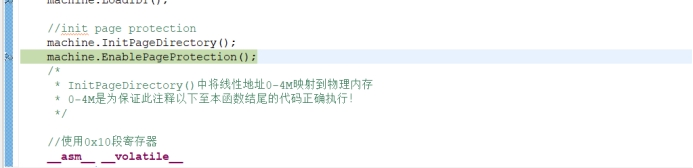 machine.LoadIDT();
//init page protection
machine.InitPageDirectory();
machine.EnablePageProtection();
/*
* InitPageDirectory()中将线性地址0-4M映射到物理内存
* 0-4M是为保证此注释以下至本函数结尾的代码正确执行!
*/
//使用0x10段寄存器
__asm__ __volatile__